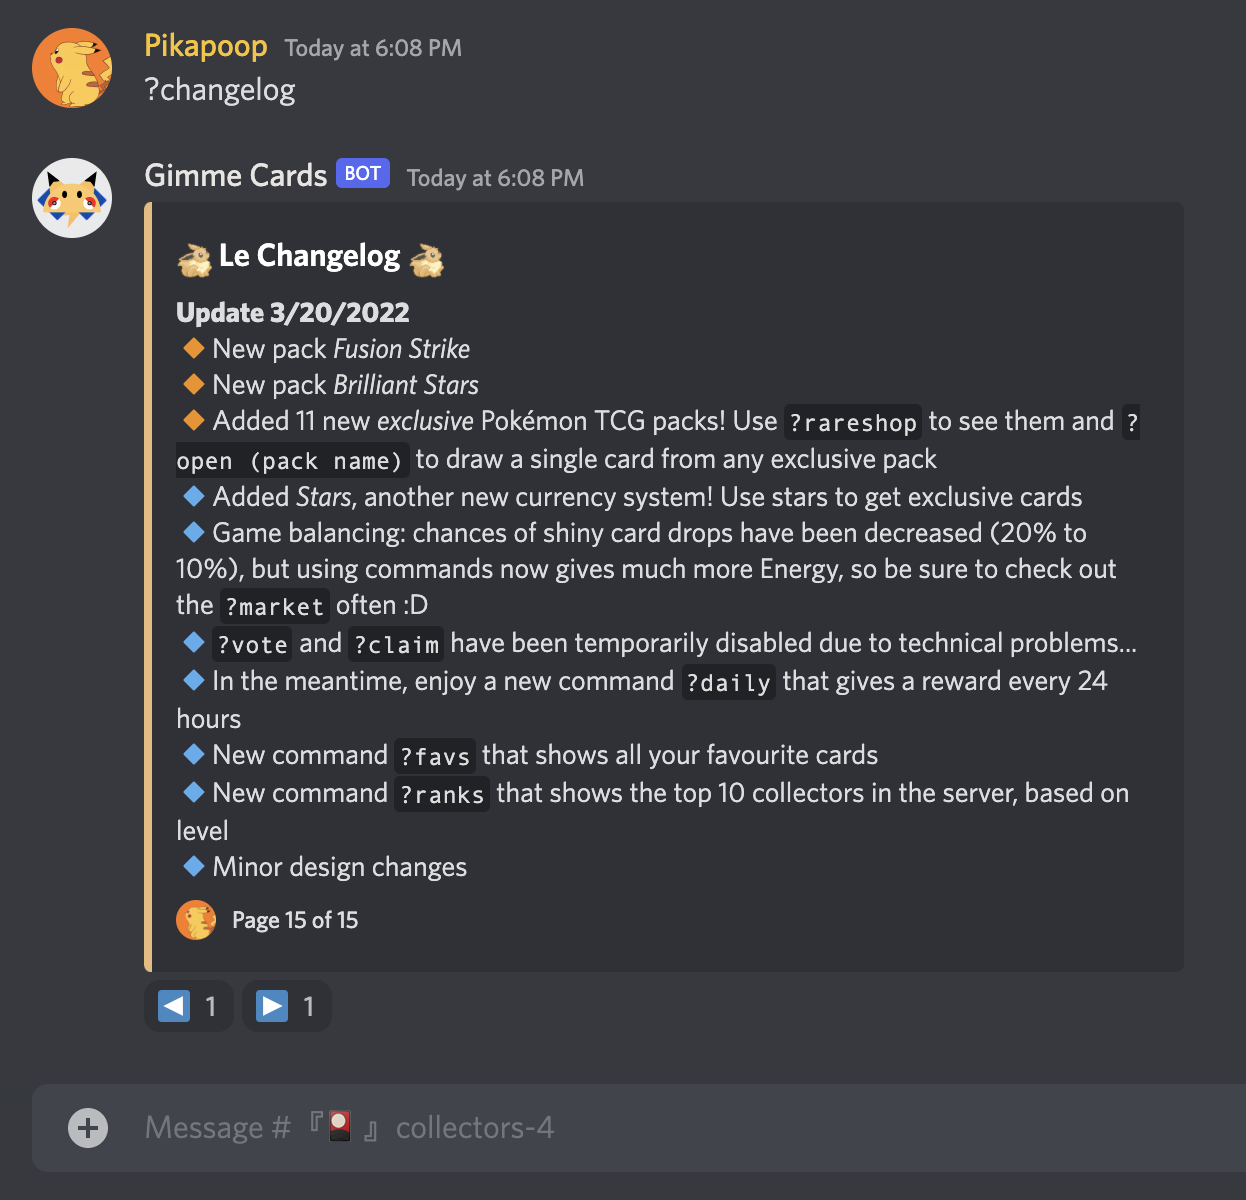 Pikapoop Today at 6:08 PM
?changelog
Gimme Cards BOT Today at 6:08 PM
Le Changelog
Update 3/20/2022
New pack Fusion Strike
New pack Brilliant Stars
Added 11 new exclusive Pokémon TCG packs! Use ?rareshop to see them and ?
open (pack name) to draw a single card from any exclusive pack
Added Stars, another new currency system! Use stars to get exclusive cards
Game balancing: chances of shiny card drops have been decreased (20% to
10%), but using commands now gives much more Energy, so be sure to check out
the ?market often :D
?vote and ?claim have been temporarily disabled due to technical problems...
In the meantime, enjoy a new command ?daily that gives a reward every 24
hours
New command ?favs that shows all your favourite cards
New command ?ranks that shows the top 10 collectors in the server, based on
level
Minor design changes
Page 15 of 15
1 1
Message #『🎴』collectors-4